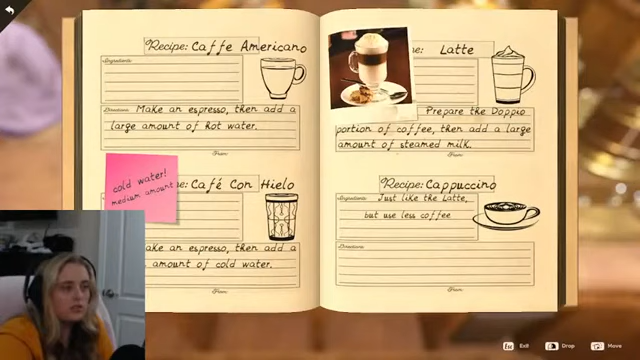 Recipe: Caffe Americano
Ingredients:
Directions: Make an espresso, then add a
large amount of hot water.
From:
cold water!
medium amount
Recipe: Café Con Hielo
Make an espresso, then add a
amount of cold water.
From:
Latte
Prepare the Doppio
portion of coffee, then add a large
amount of steamed milk.
From:
Recipe: Cappuccino
Ingredients: Just like the Latte,
but use less coffee
Directions:
From:
Esc Exit
Drop
Move